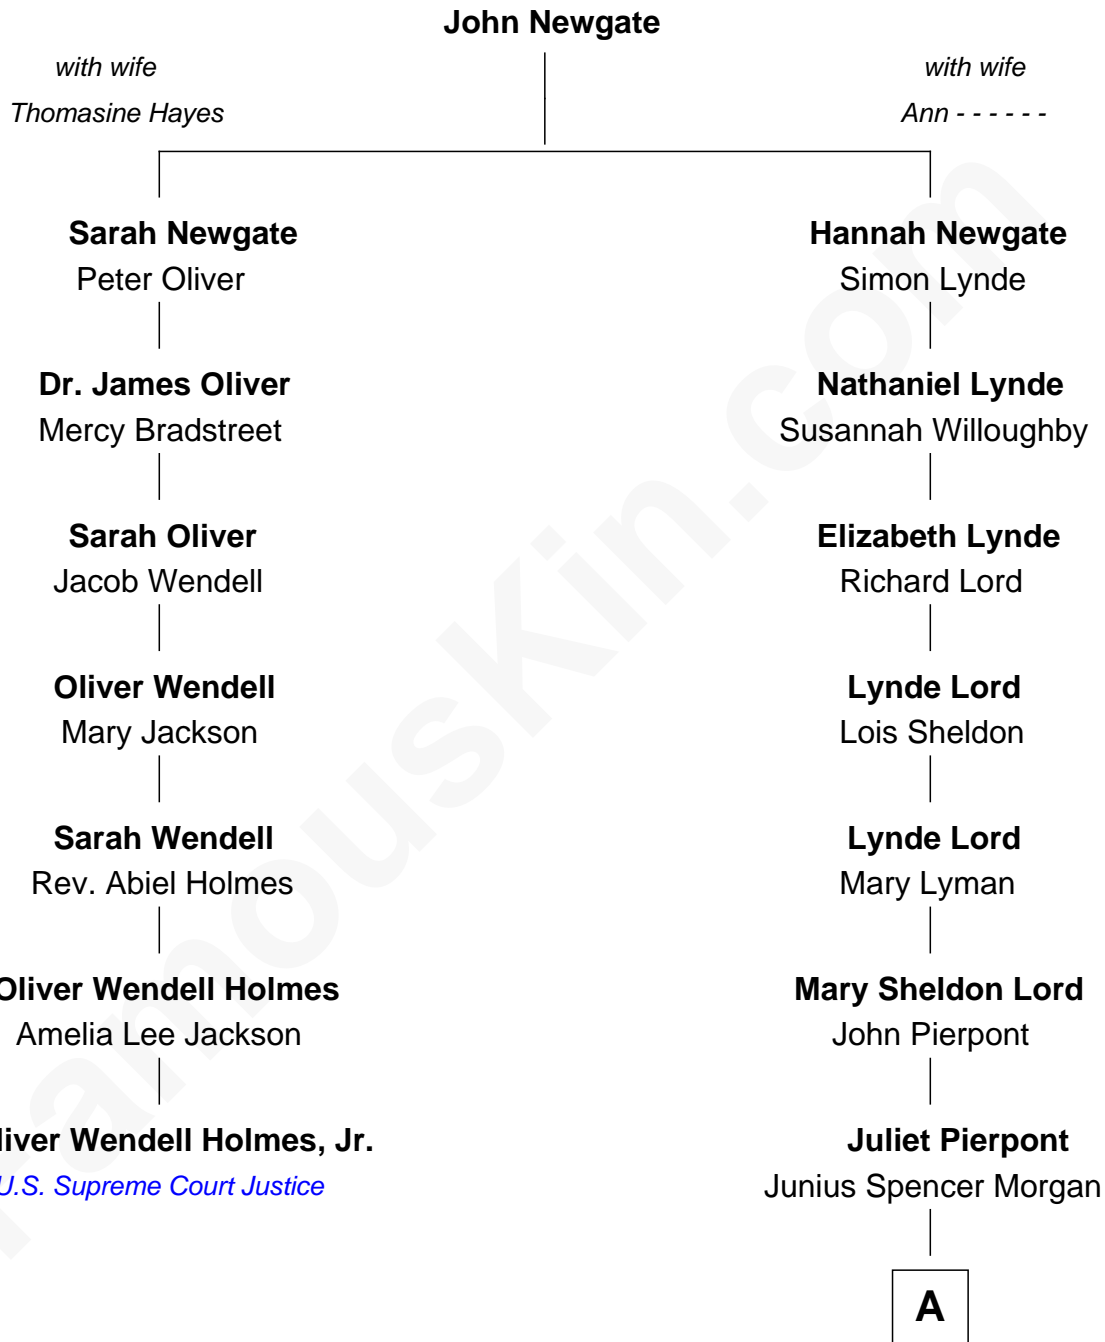 John Newgate
with wife
Thomasine Hayes
with wife
Ann - - - - - -
Sarah Newgate
Peter Oliver
Hannah Newgate
Simon Lynde
Dr. James Oliver
Mercy Bradstreet
Nathaniel Lynde
Susannah Willoughby
Sarah Oliver
Jacob Wendell
Elizabeth Lynde
Richard Lord
Oliver Wendell
Mary Jackson
Lynde Lord
Lois Sheldon
Sarah Wendell
Rev. Abiel Holmes
Lynde Lord
Mary Lyman
Oliver Wendell Holmes
Amelia Lee Jackson
Mary Sheldon Lord
John Pierpont
liver Wendell Holmes, Jr.
U.S. Supreme Court Justice
Juliet Pierpont
Junius Spencer Morgan
A
FamousKin.com